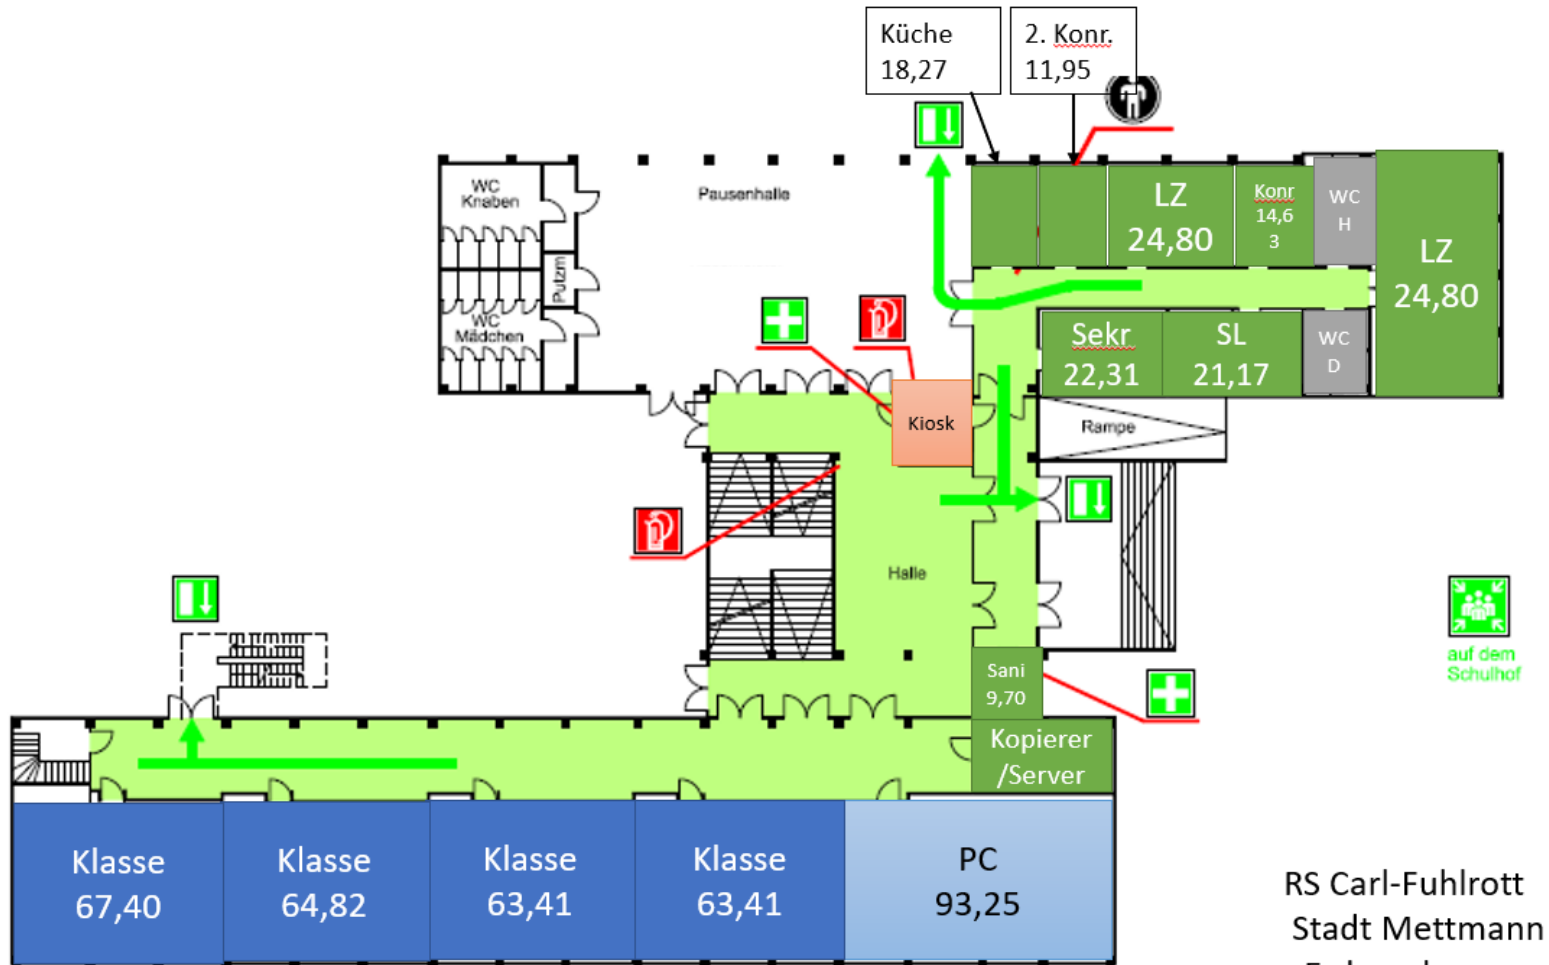 Küche
18,27
2. Konr.
11,95
WC
Knaben
Pausenhalle
LZ
24,80
Konr
14,6
3
WC
H
LZ
24,80
Putzm
WC
Mädchen
Sekr
22,31
SL
21,17
WC
D
Kiosk
Rampe
Halle
auf dem
Schulhof
Sani
9,70
Kopierer
/Server
Klasse
67,40
Klasse
64,82
Klasse
63,41
Klasse
63,41
PC
93,25
RS Carl-Fuhlrott
Stadt Mettmann